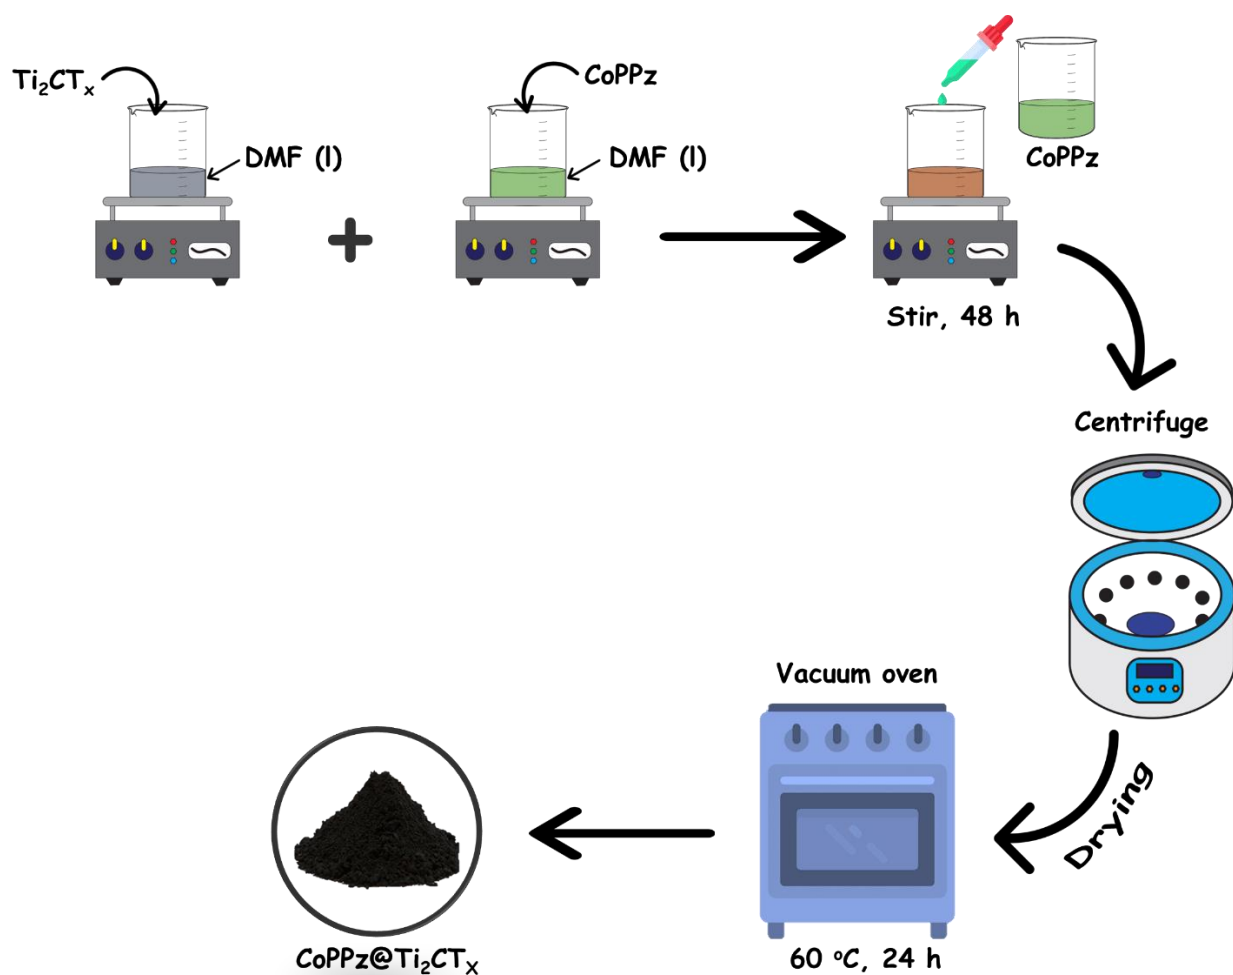 Ti₂CTₓ
DMF (l)
CoPPz
DMF (l)
CoPPz
Stir, 48 h
Centrifuge
Drying
Vacuum oven
60 °C, 24 h
CoPPz@Ti₂CTₓ